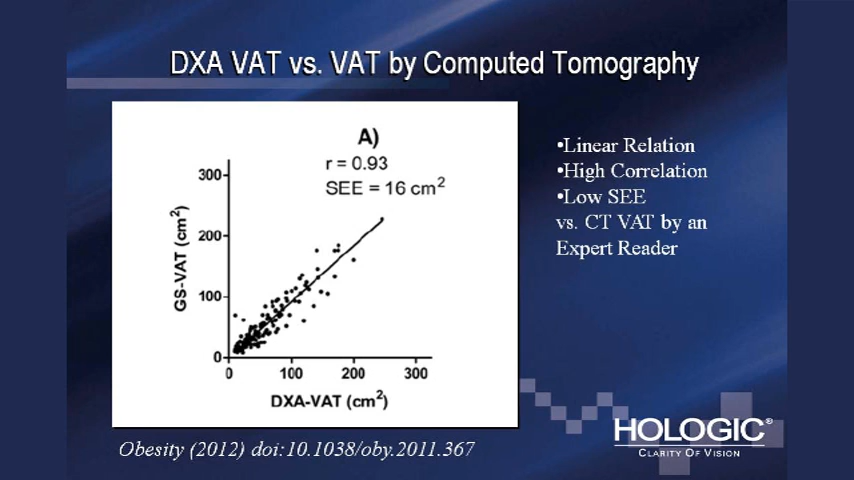 DXA VAT vs. VAT by Computed Tomography
A)
r = 0.93
SEE = 16 cm²
300
200
100
0
GS-VAT (cm²)
0 100 200 300
DXA-VAT (cm²)
•Linear Relation
•High Correlation
•Low SEE
vs. CT VAT by an
Expert Reader
Obesity (2012) doi:10.1038/oby.2011.367
HOLOGIC®
CLARITY OF VISION